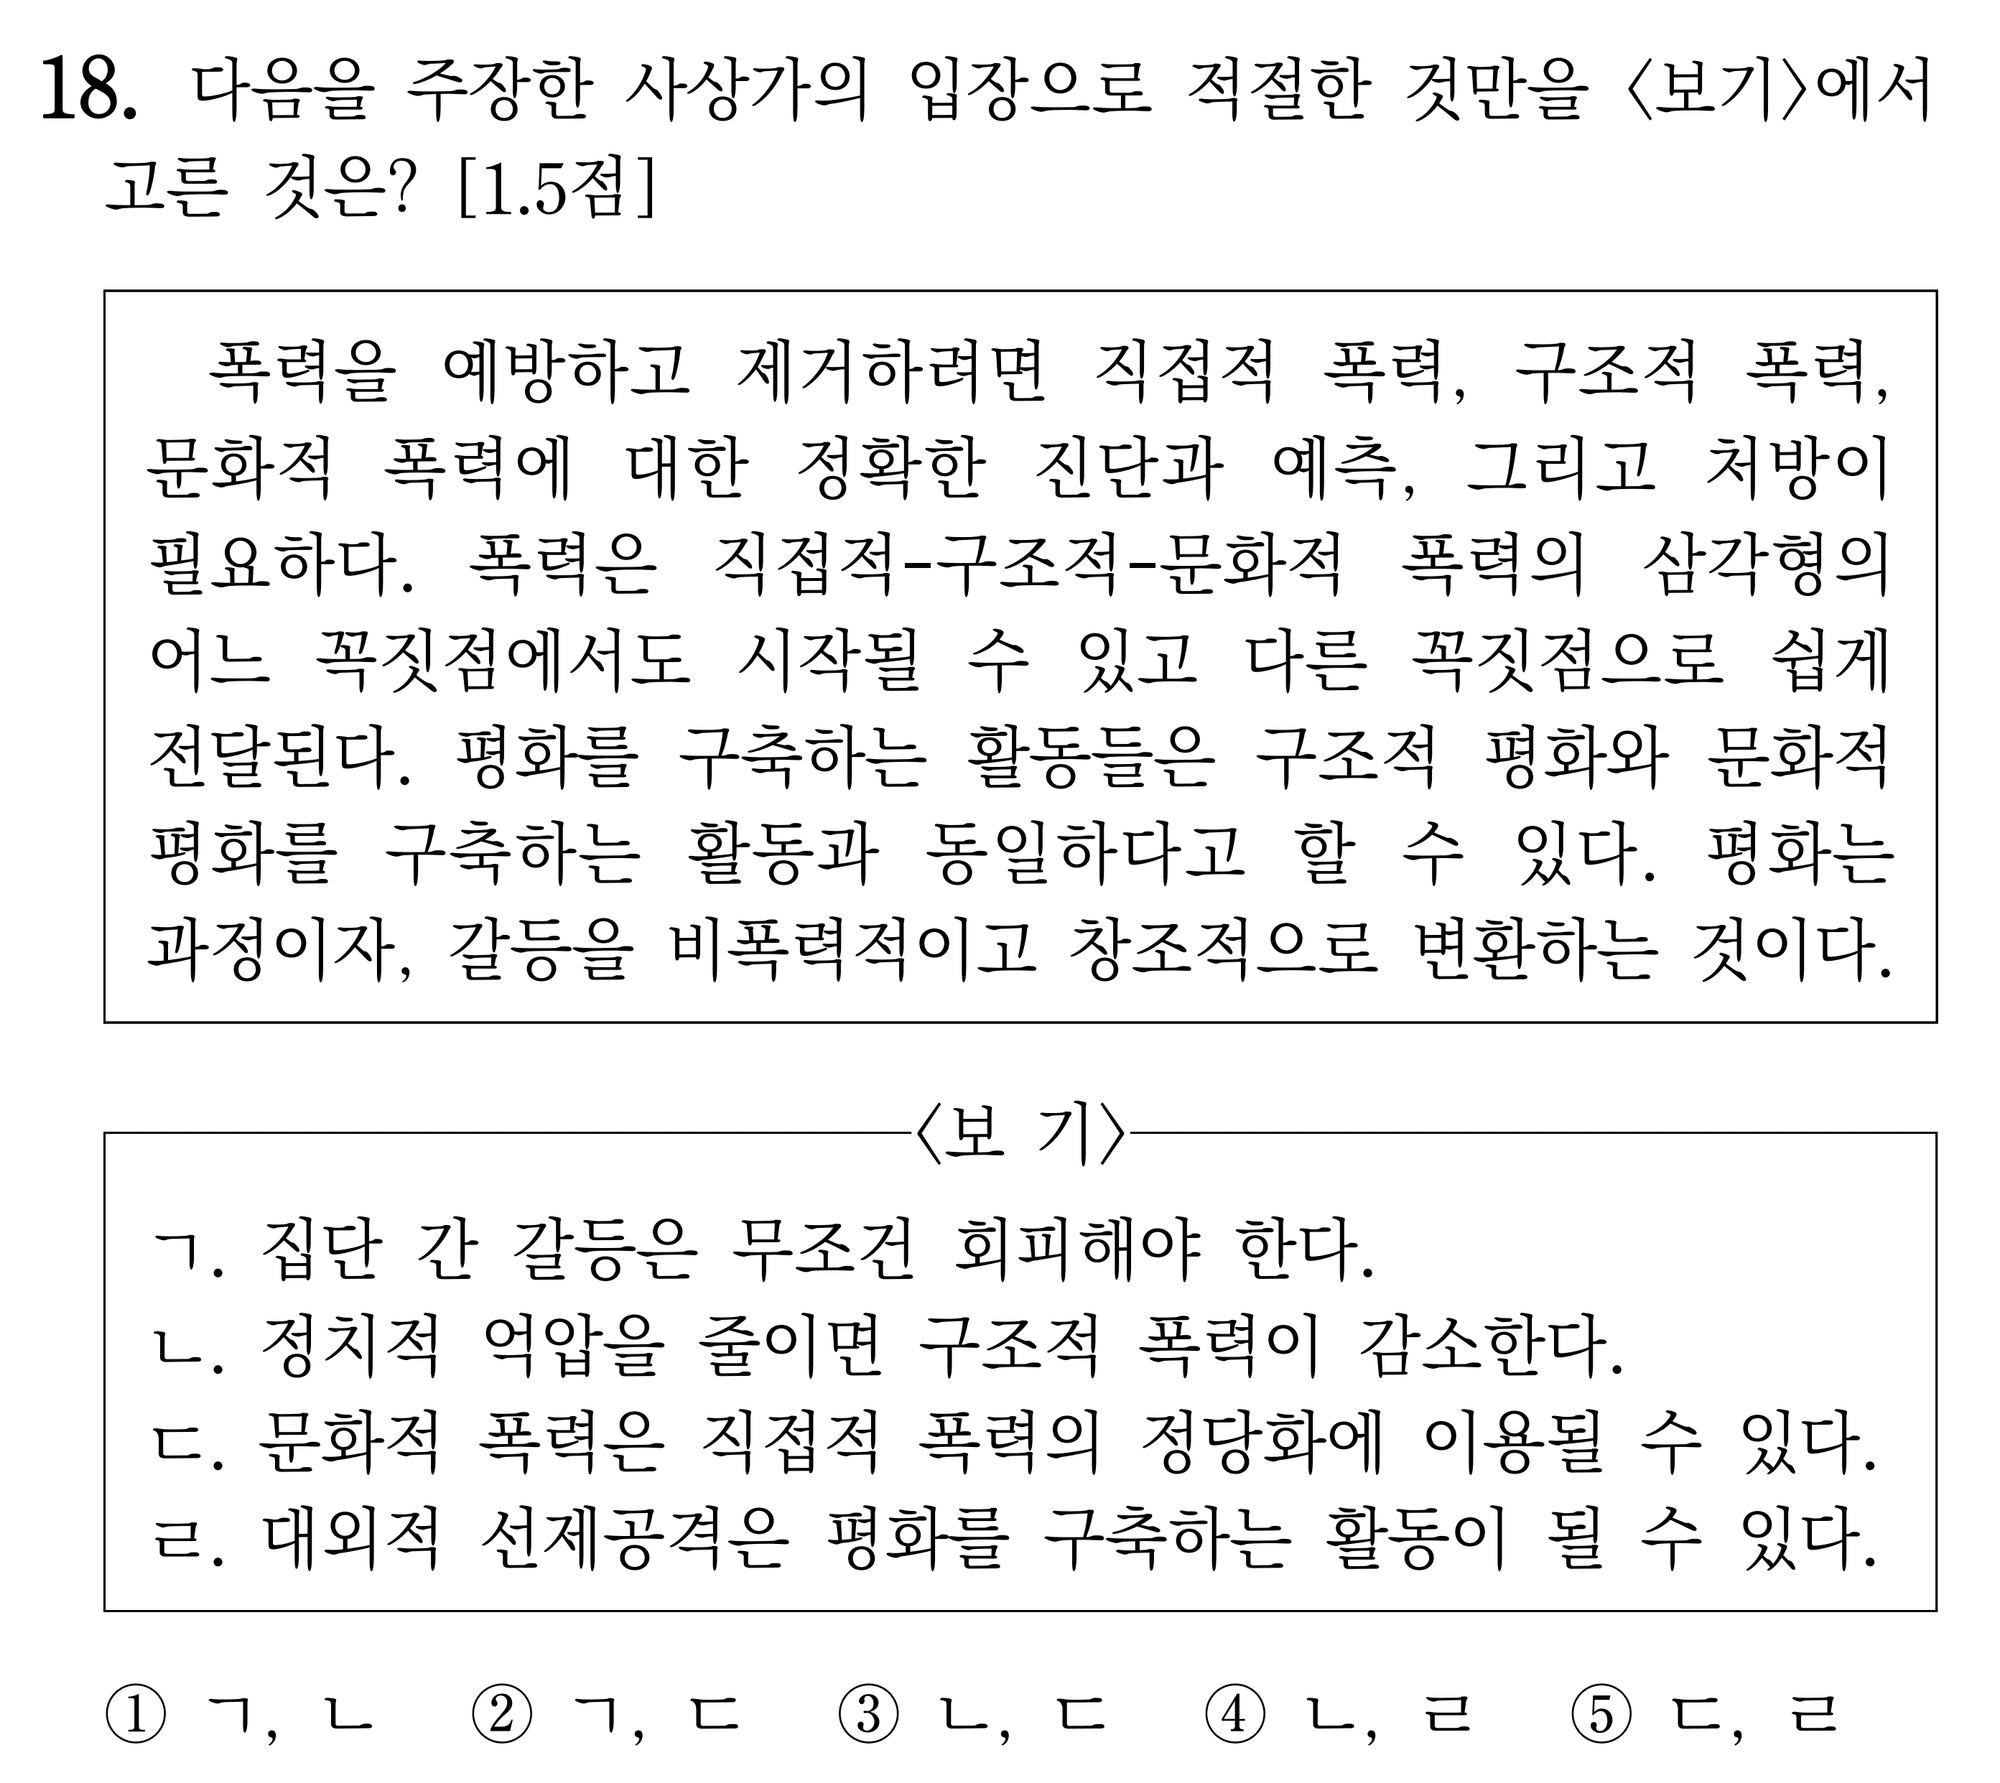 18. 다음을 주장한 사상가의 입장으로 적절한 것만을 〈보기〉에서
고른 것은? [1.5점]
폭력을 예방하고 제거하려면 직접적 폭력, 구조적 폭력,
문화적 폭력에 대한 정확한 진단과 예측, 그리고 처방이
필요하다. 폭력은 직접적-구조적-문화적 폭력의 삼각형의
어느 꼭짓점에서도 시작될 수 있고 다른 꼭짓점으로 쉽게
전달된다. 평화를 구축하는 활동들은 구조적 평화와 문화적
평화를 구축하는 활동과 동일하다고 할 수 있다. 평화는
과정이자, 갈등을 비폭력적이고 창조적으로 변환하는 것이다.
〈보 기〉
ㄱ. 집단 간 갈등은 무조건 회피해야 한다.
ㄴ. 정치적 억압을 줄이면 구조적 폭력이 감소한다.
ㄷ. 문화적 폭력은 직접적 폭력의 정당화에 이용될 수 있다.
ㄹ. 대외적 선제공격은 평화를 구축하는 활동이 될 수 있다.
① ㄱ, ㄴ ② ㄱ, ㄷ ③ ㄴ, ㄷ ④ ㄴ, ㄹ ⑤ ㄷ, ㄹ